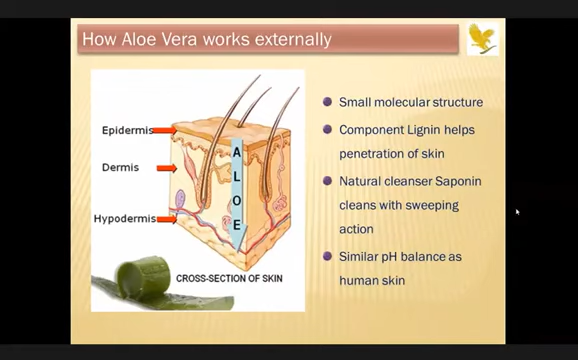 How Aloe Vera works externally
Epidermis
Dermis
Hypodermis
A
L
O
E
CROSS-SECTION OF SKIN
Small molecular structure
Component Lignin helps
penetration of skin
Natural cleanser Saponin
cleans with sweeping
action
Similar pH balance as
human skin